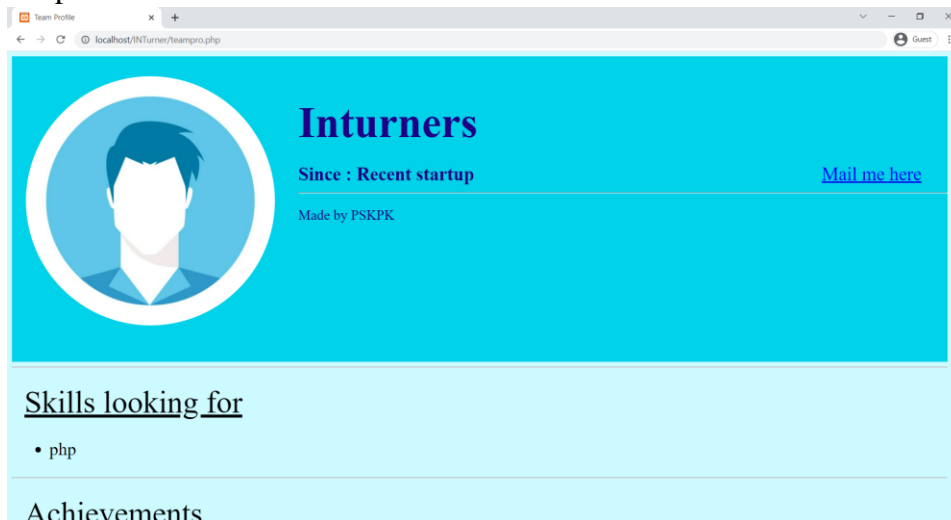 Team Profile
localhost/INTurner/teampro.php
Guest
Inturners
Since : Recent startup
Mail me here
Made by PSKPK
Skills looking for
• php
Achievements